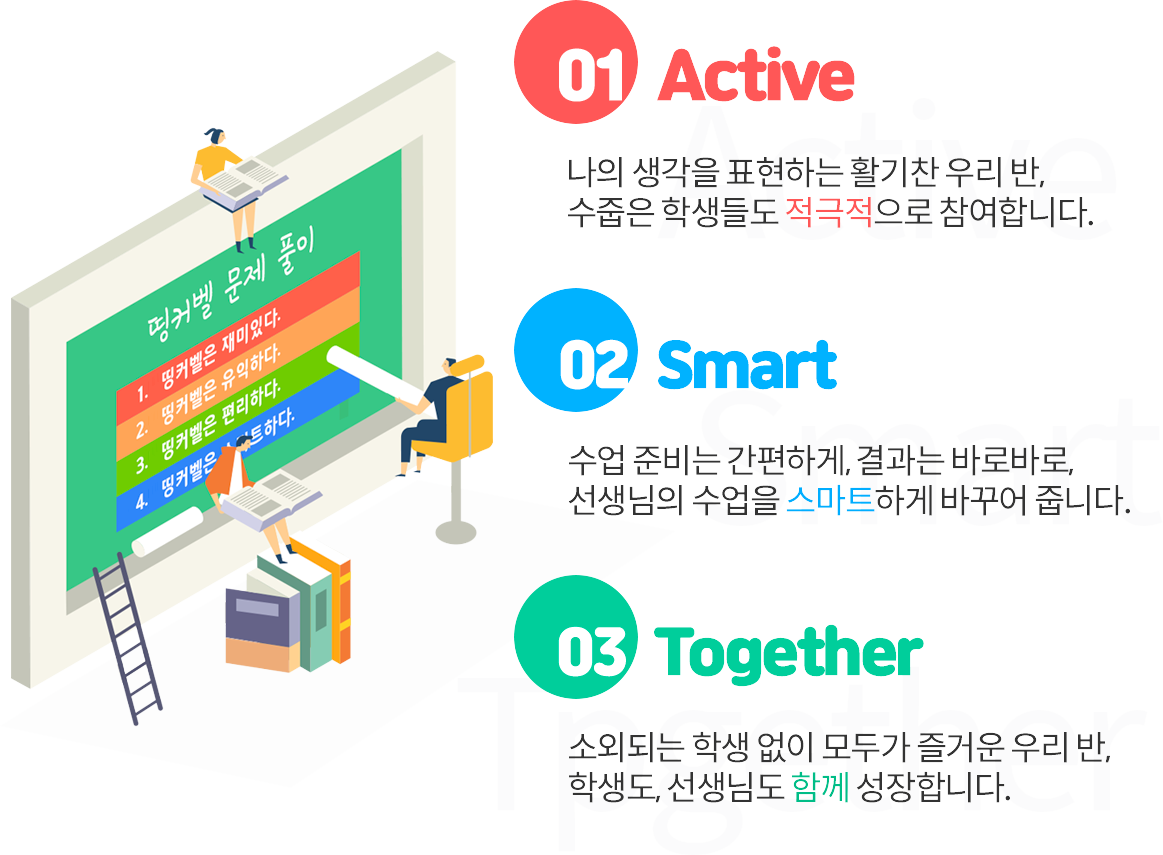 띵커벨 문제 풀이
1. 띵커벨은 재미있다.
2. 띵커벨은 유익하다.
3. 띵커벨은 편리하다.
4. 띵커벨은 트하다.
01 Active
Active
나의 생각을 표현하는 활기찬 우리 반,
수줍은 학생들도 적극적으로 참여합니다.
02 Smart
Smart
수업 준비는 간편하게, 결과는 바로바로,
선생님의 수업을 스마트하게 바꾸어 줍니다.
03 Together
Tpgether
소외되는 학생 없이 모두가 즐거운 우리 반,
학생도, 선생님도 함께 성장합니다.